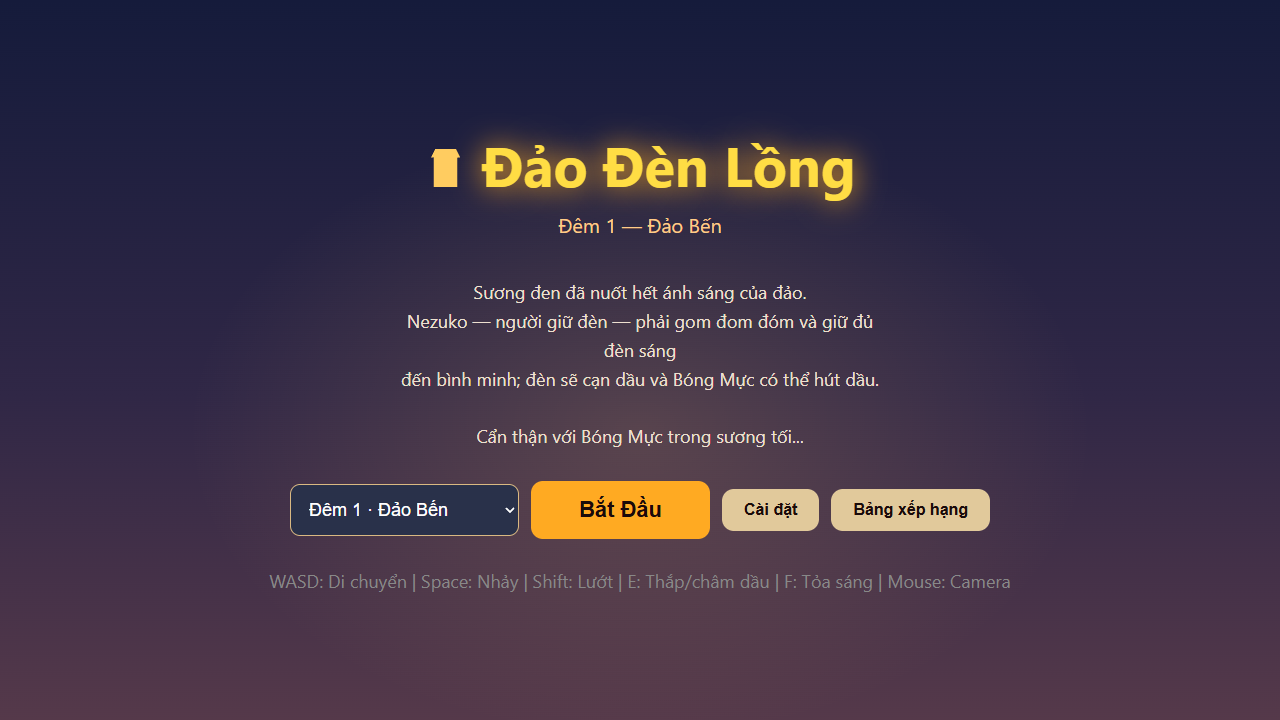 Đảo Đèn Lồng
Đêm 1 — Đảo Bến
Sương đen đã nuốt hết ánh sáng của đảo.
Nezuko — người giữ đèn — phải gom đom đóm và giữ đủ
đèn sáng
đến bình minh; đèn sẽ cạn dầu và Bóng Mực có thể hút dầu.
Cẩn thận với Bóng Mực trong sương tối...
Đêm 1 · Đảo Bến
Bắt Đầu
Cài đặt
Bảng xếp hạng
WASD: Di chuyển | Space: Nhảy | Shift: Lướt | E: Thắp/châm dầu | F: Tỏa sáng | Mouse: Camera